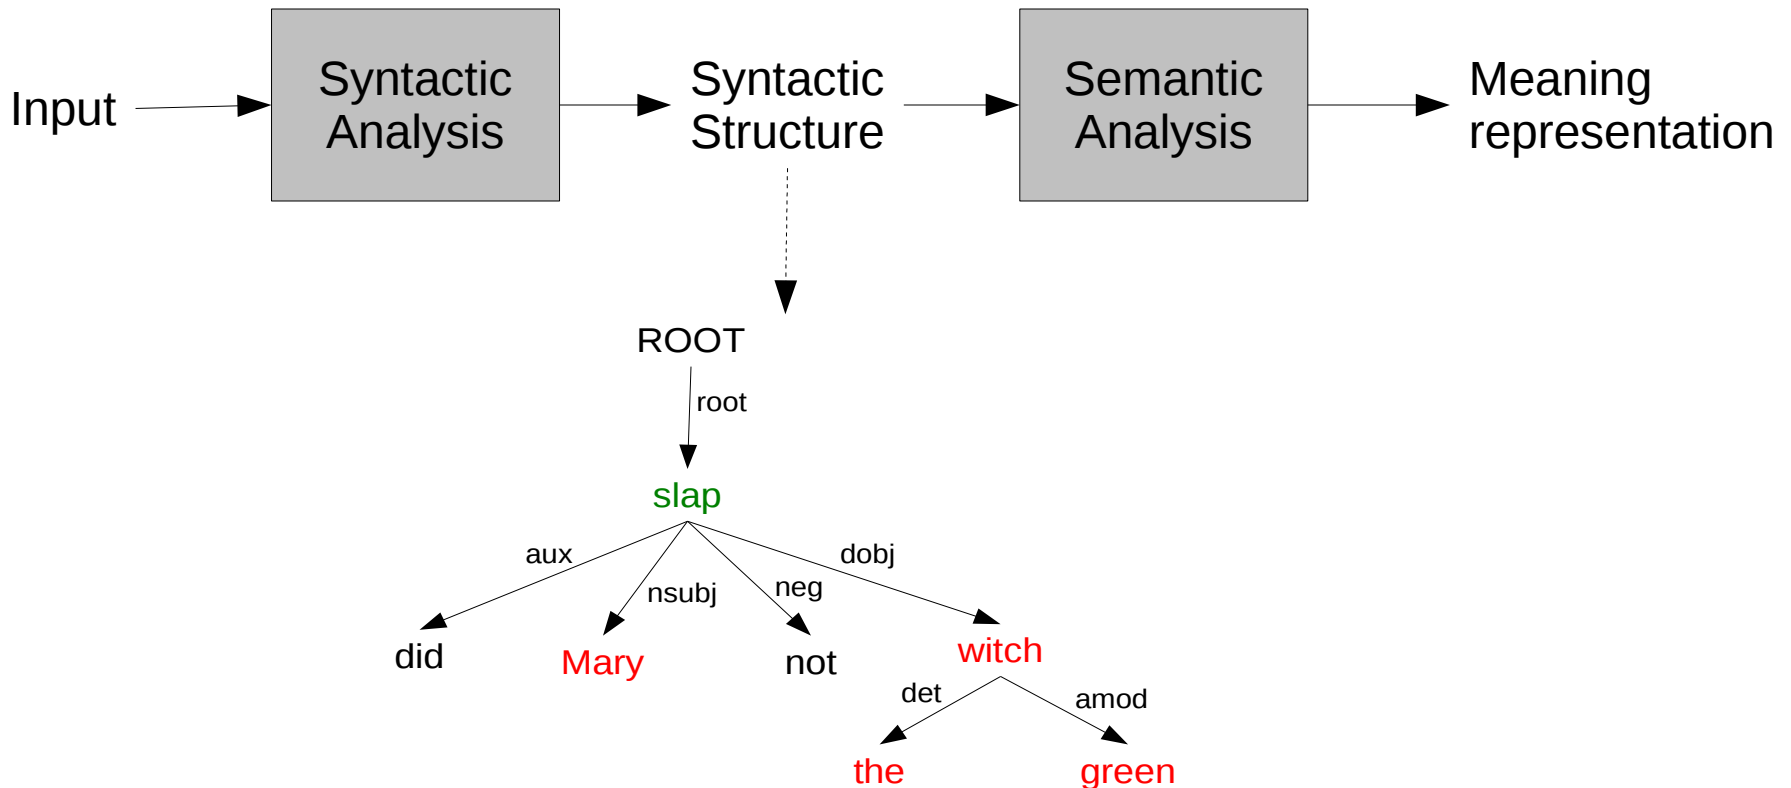 Input
Syntactic
Analysis
Syntactic
Structure
Semantic
Analysis
Meaning
representation
ROOT
root
slap
aux
nsubj
neg
dobj
did
Mary
not
witch
det
amod
the
green